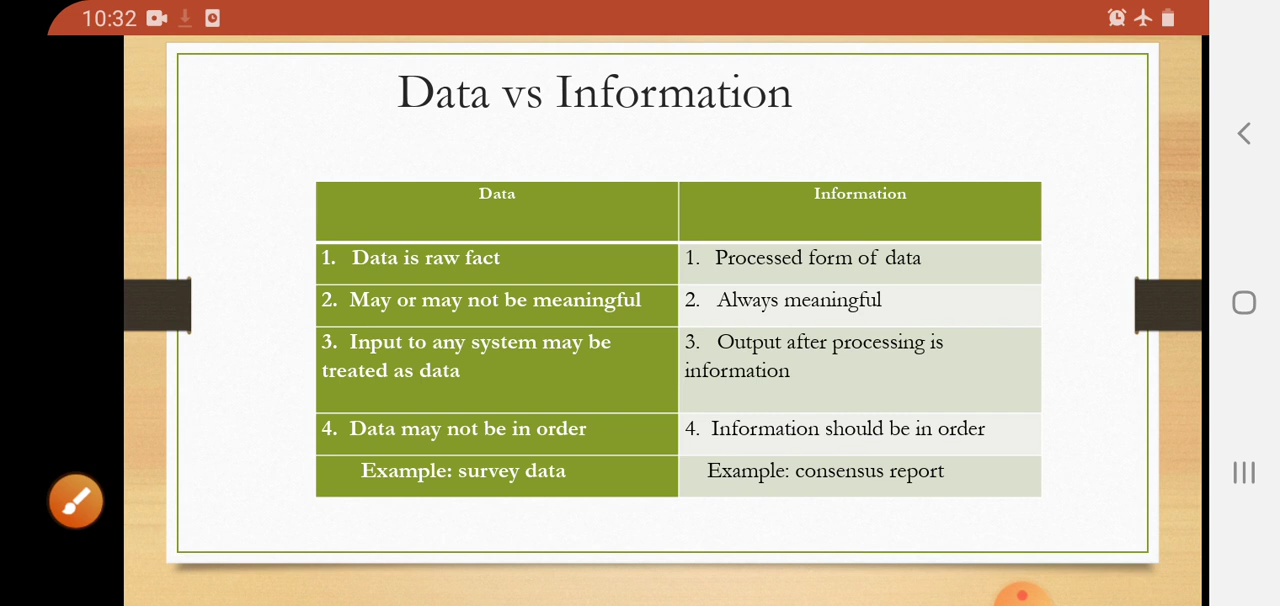 10:32
Data vs Information
Data
Information
1. Data is raw fact
1. Processed form of data
2. May or may not be meaningful
2. Always meaningful
3. Input to any system may be
treated as data
3. Output after processing is
information
4. Data may not be in order
4. Information should be in order
Example: survey data
Example: consensus report